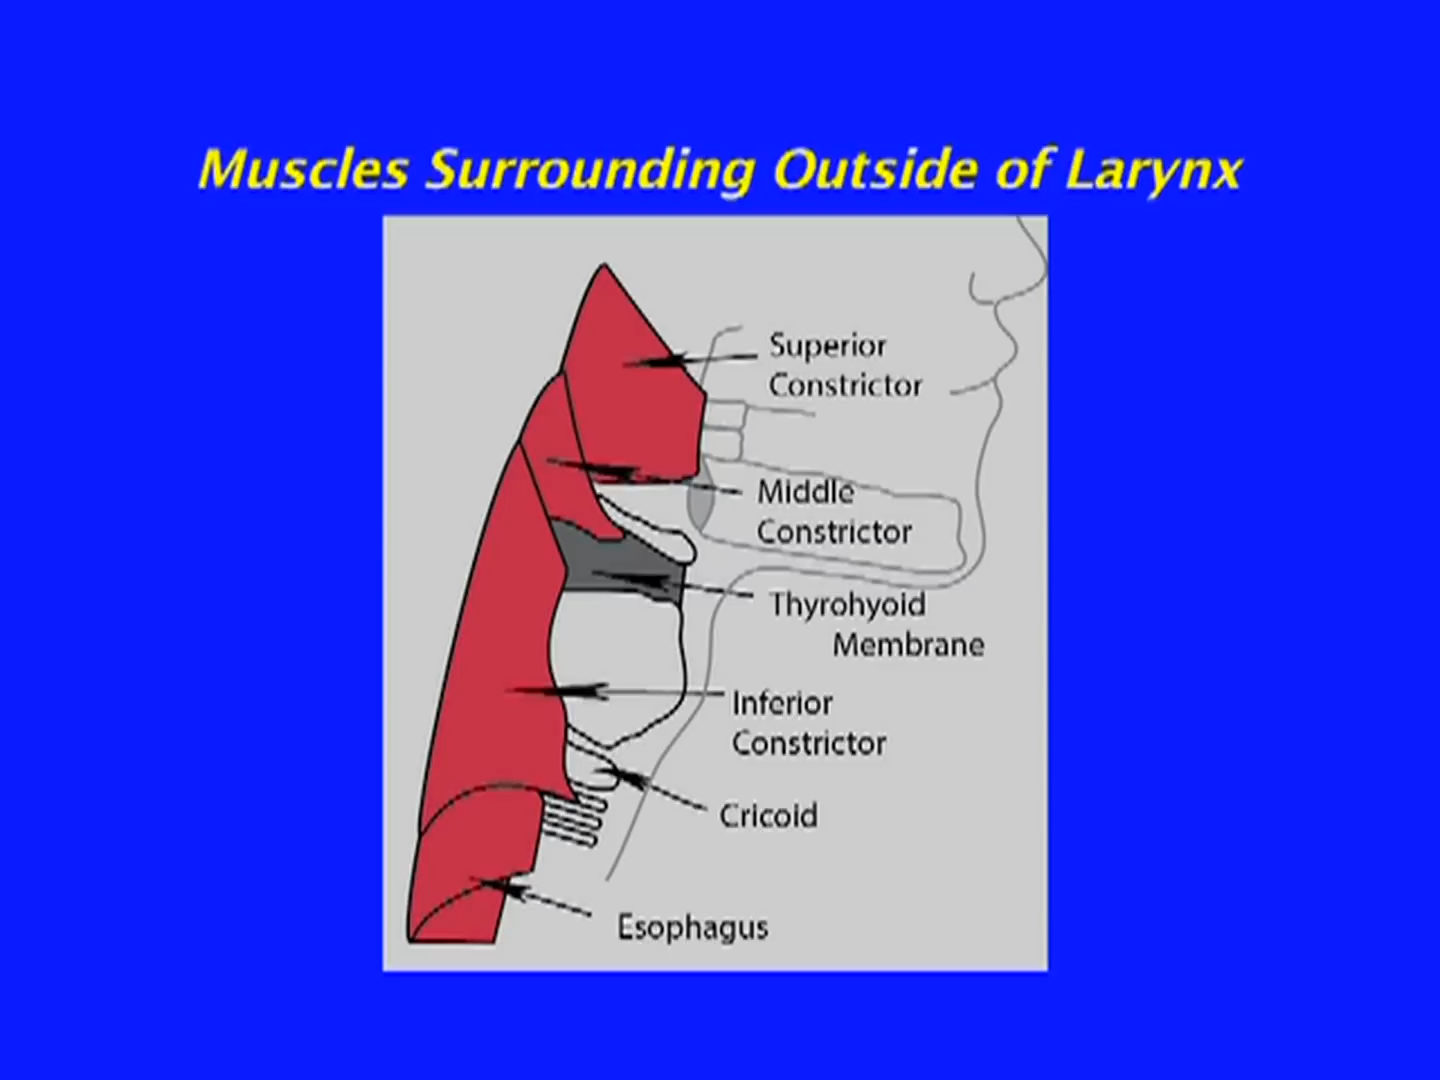 Muscles Surrounding Outside of Larynx
Superior
Constrictor
Middle
Constrictor
Thyrohyoid
Membrane
Inferior
Constrictor
Cricoid
Esophagus